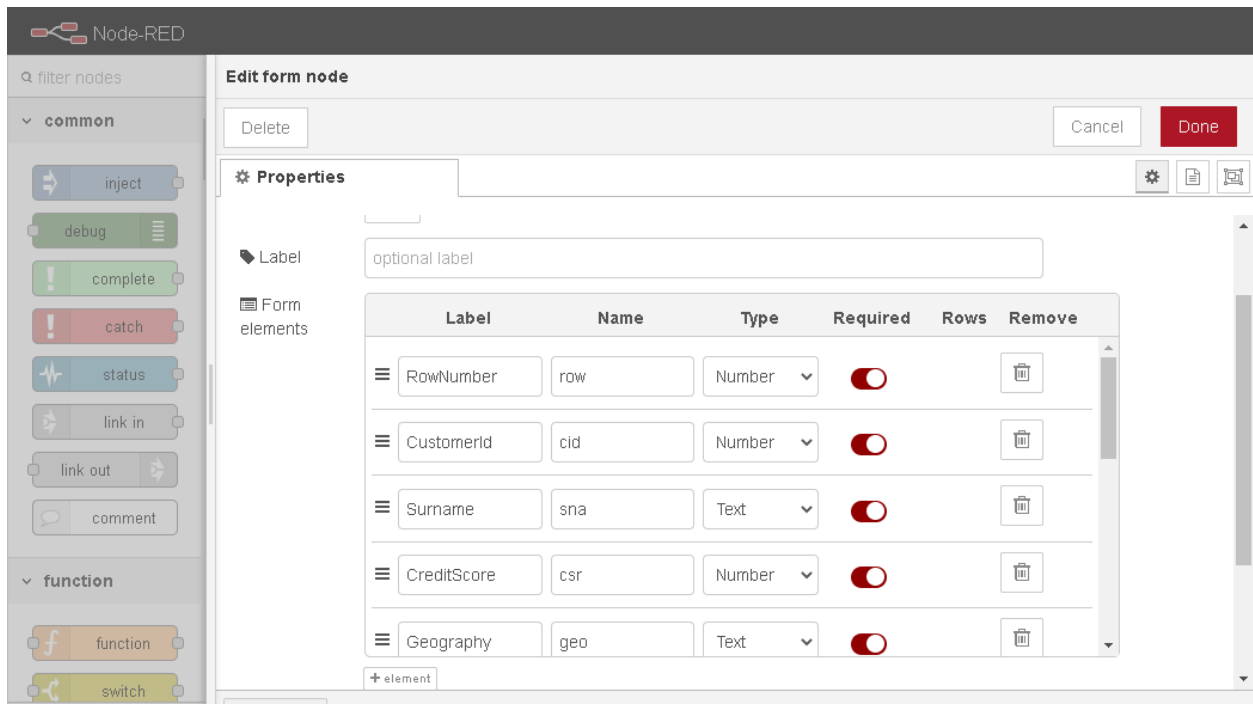 Node-RED
filter nodes
Edit form node
common
Delete
Cancel
Done
inject
Properties
debug
Label
optional label
complete
Form
elements
Label Name Type Required Rows Remove
catch
status
RowNumber row Number
link in
CustomerId cid Number
link out
Surname sna Text
comment
CreditScore csr Number
function
Geography geo Text
function
+ element
switch